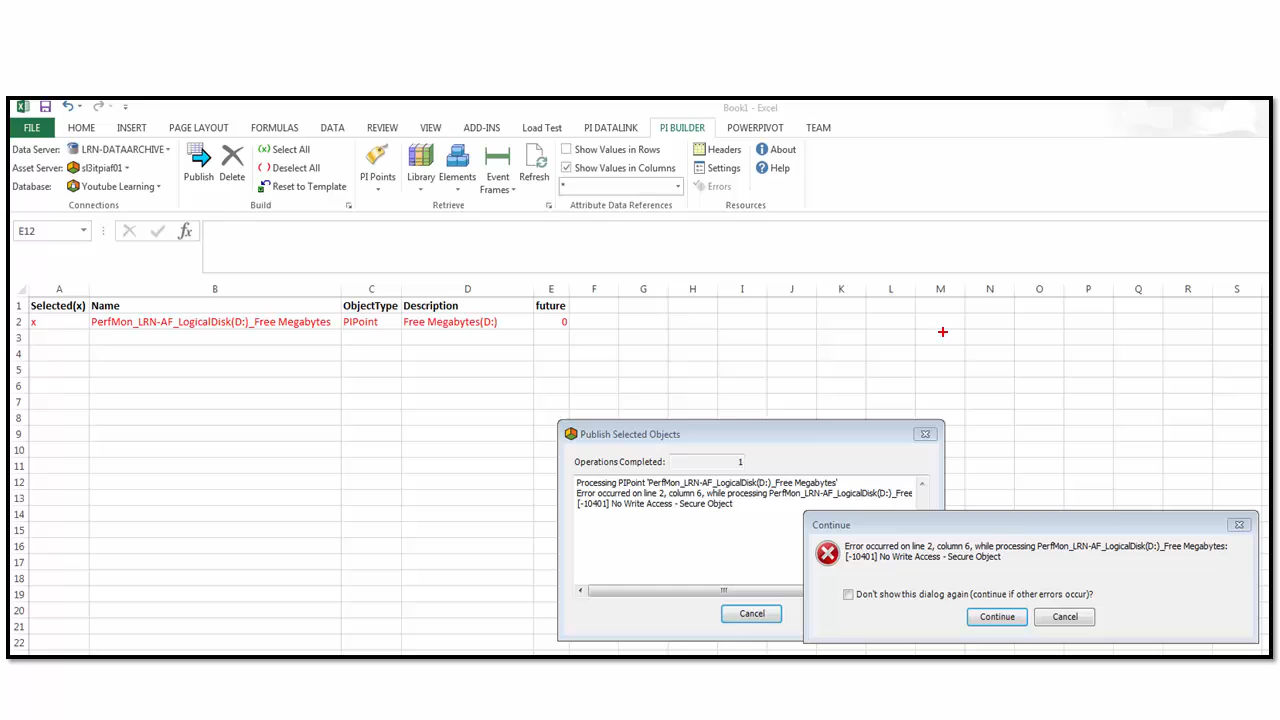 Book1 - Excel
FILE HOME INSERT PAGE LAYOUT FORMULAS DATA REVIEW VIEW ADD-INS Load Test PI DATALINK PI BUILDER POWERPIVOT TEAM
Data Server: LRN-DATAARCHIVE
Asset Server: sl3itpiaf01
Database: Youtube Learning
Connections
Publish
Delete
(x) Select All
( ) Deselect All
Reset to Template
Build
PI Points
Library
Elements
Event Frames
Refresh
Retrieve
Show Values in Rows
Show Values in Columns
*
Attribute Data References
Headers
Settings
Errors
About
Help
Resources
E12 fx
A B C D E F G H I J K L M N O P Q R S
1 Selected(x) Name ObjectType Description future
2 x PerfMon_LRN-AF_LogicalDisk(D:)_Free Megabytes PIPoint Free Megabytes(D:) 0
3
4
5
6
7
8
9
10
11
12
13
14
15
16
17
18
19
20
21
22
Publish Selected Objects
Operations Completed: 1
Processing PIPoint 'PerfMon_LRN-AF_LogicalDisk(D:)_Free Megabytes'
Error occurred on line 2, column 6, while processing PerfMon_LRN-AF_LogicalDisk(D:)_Free
[-10401] No Write Access - Secure Object
Cancel
Continue
Error occurred on line 2, column 6, while processing PerfMon_LRN-AF_LogicalDisk(D:)_Free Megabytes:
[-10401] No Write Access - Secure Object
Don't show this dialog again (continue if other errors occur)?
Continue Cancel